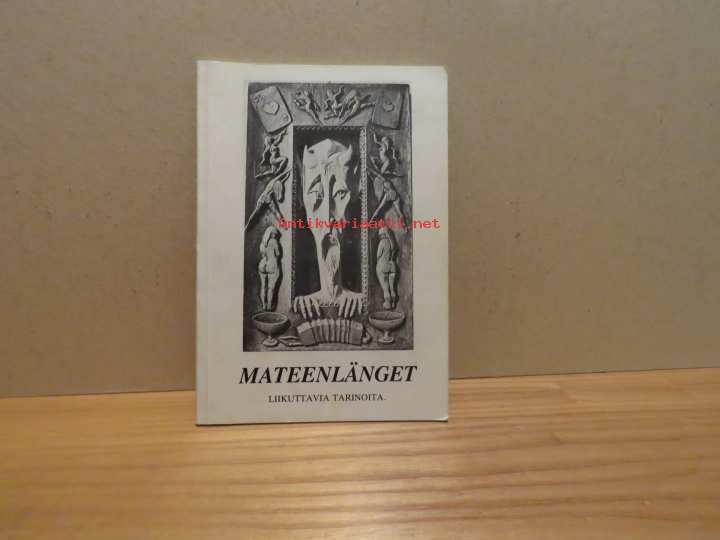 Antikvariaatti.net
MATEENLÄNGET
LIIKUTTAVIA TARINOITA.